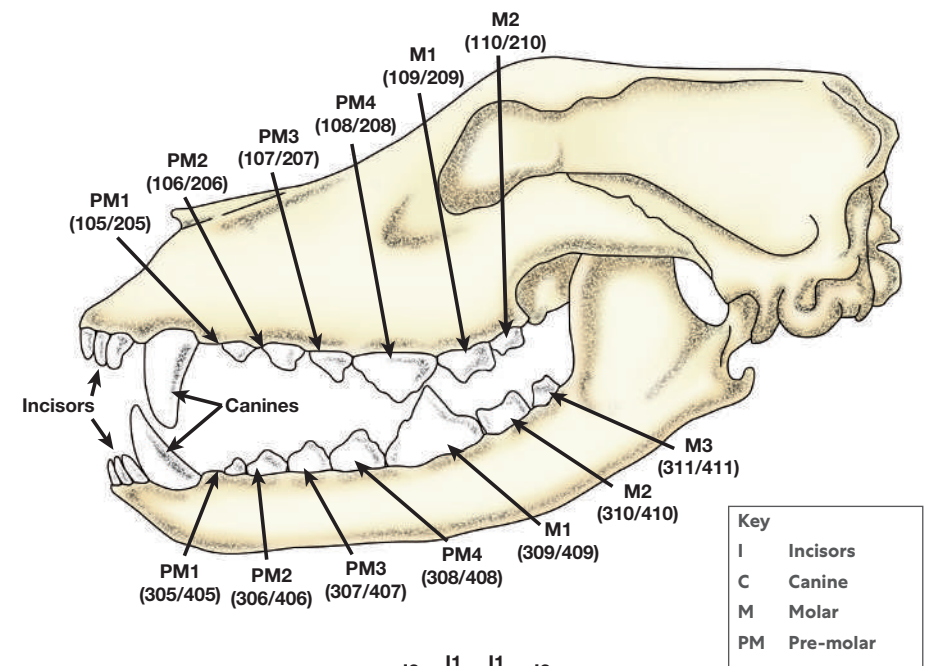 M2
(110/210)
M1
(109/209)
PM4
(108/208)
PM3
(107/207)
PM2
(106/206)
PM1
(105/205)
Incisors
Canines
M3
(311/411)
M2
(310/410)
M1
(309/409)
PM4
(308/408)
PM3
(307/407)
PM2
(306/406)
PM1
(305/405)
Key
I Incisors
C Canine
M Molar
PM Pre-molar
I1 I1